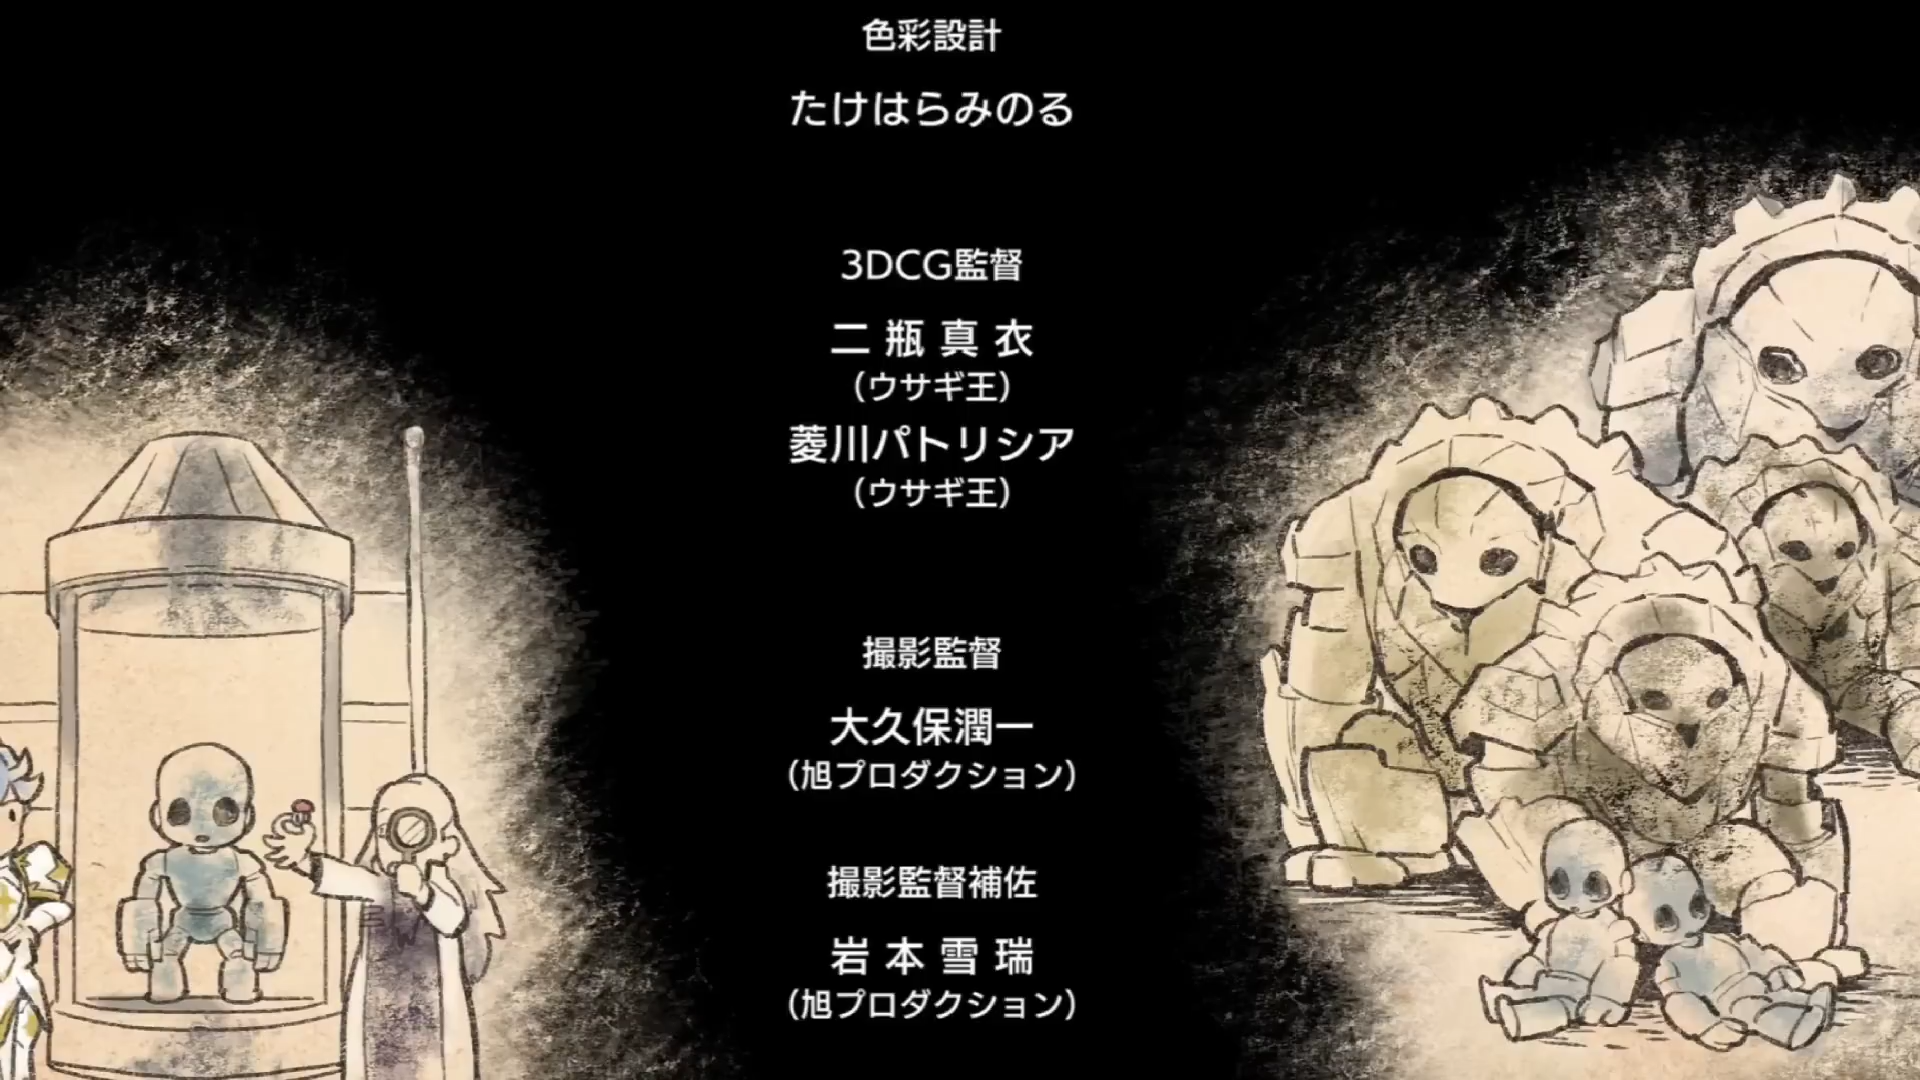 色彩設計
たけはらみのる
3DCG監督
二瓶真衣
(ウサギ王)
菱川パトリシア
(ウサギ王)
撮影監督
大久保潤一
(旭プロダクション)
撮影監督補佐
岩本雪瑞
(旭プロダクション)